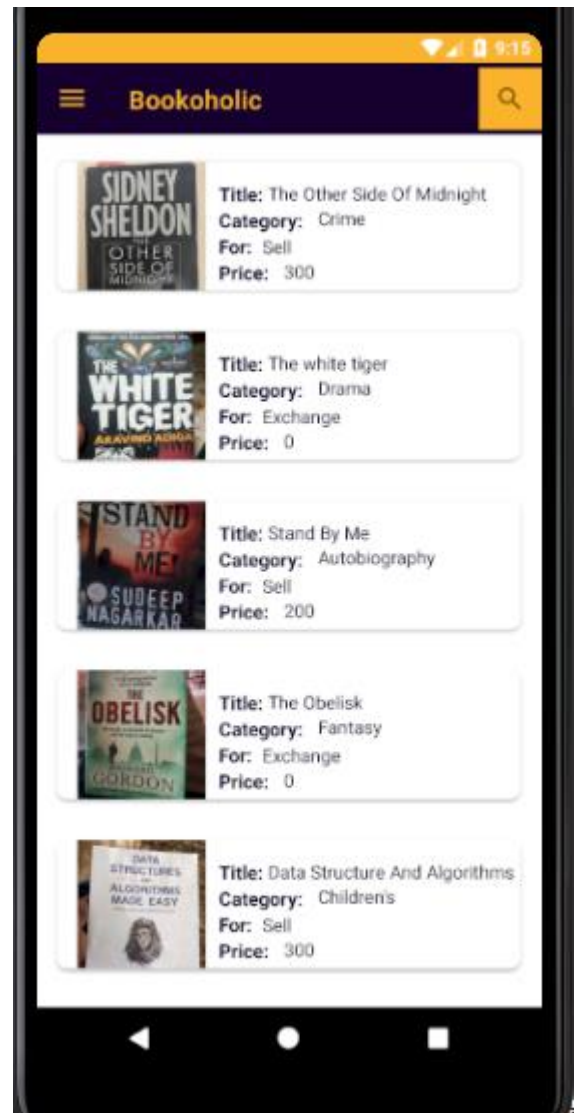 9:15
Bookoholic
SIDNEY
SHELDON
THE
OTHER
SIDE OF
MIDNIGHT
Title: The Other Side Of Midnight
Category: Crime
For: Sell
Price: 300
THE
WHITE
TIGER
ARAVIND ADIGA
Title: The white tiger
Category: Drama
For: Exchange
Price: 0
STAND
BY
ME!
SUDEEP
NAGARKAR
Title: Stand By Me
Category: Autobiography
For: Sell
Price: 200
THE
OBELISK
GORDON
Title: The Obelisk
Category: Fantasy
For: Exchange
Price: 0
DATA
STRUCTURES
AND
ALGORITHMS
MADE EASY
Title: Data Structure And Algorithms
Category: Children's
For: Sell
Price: 300